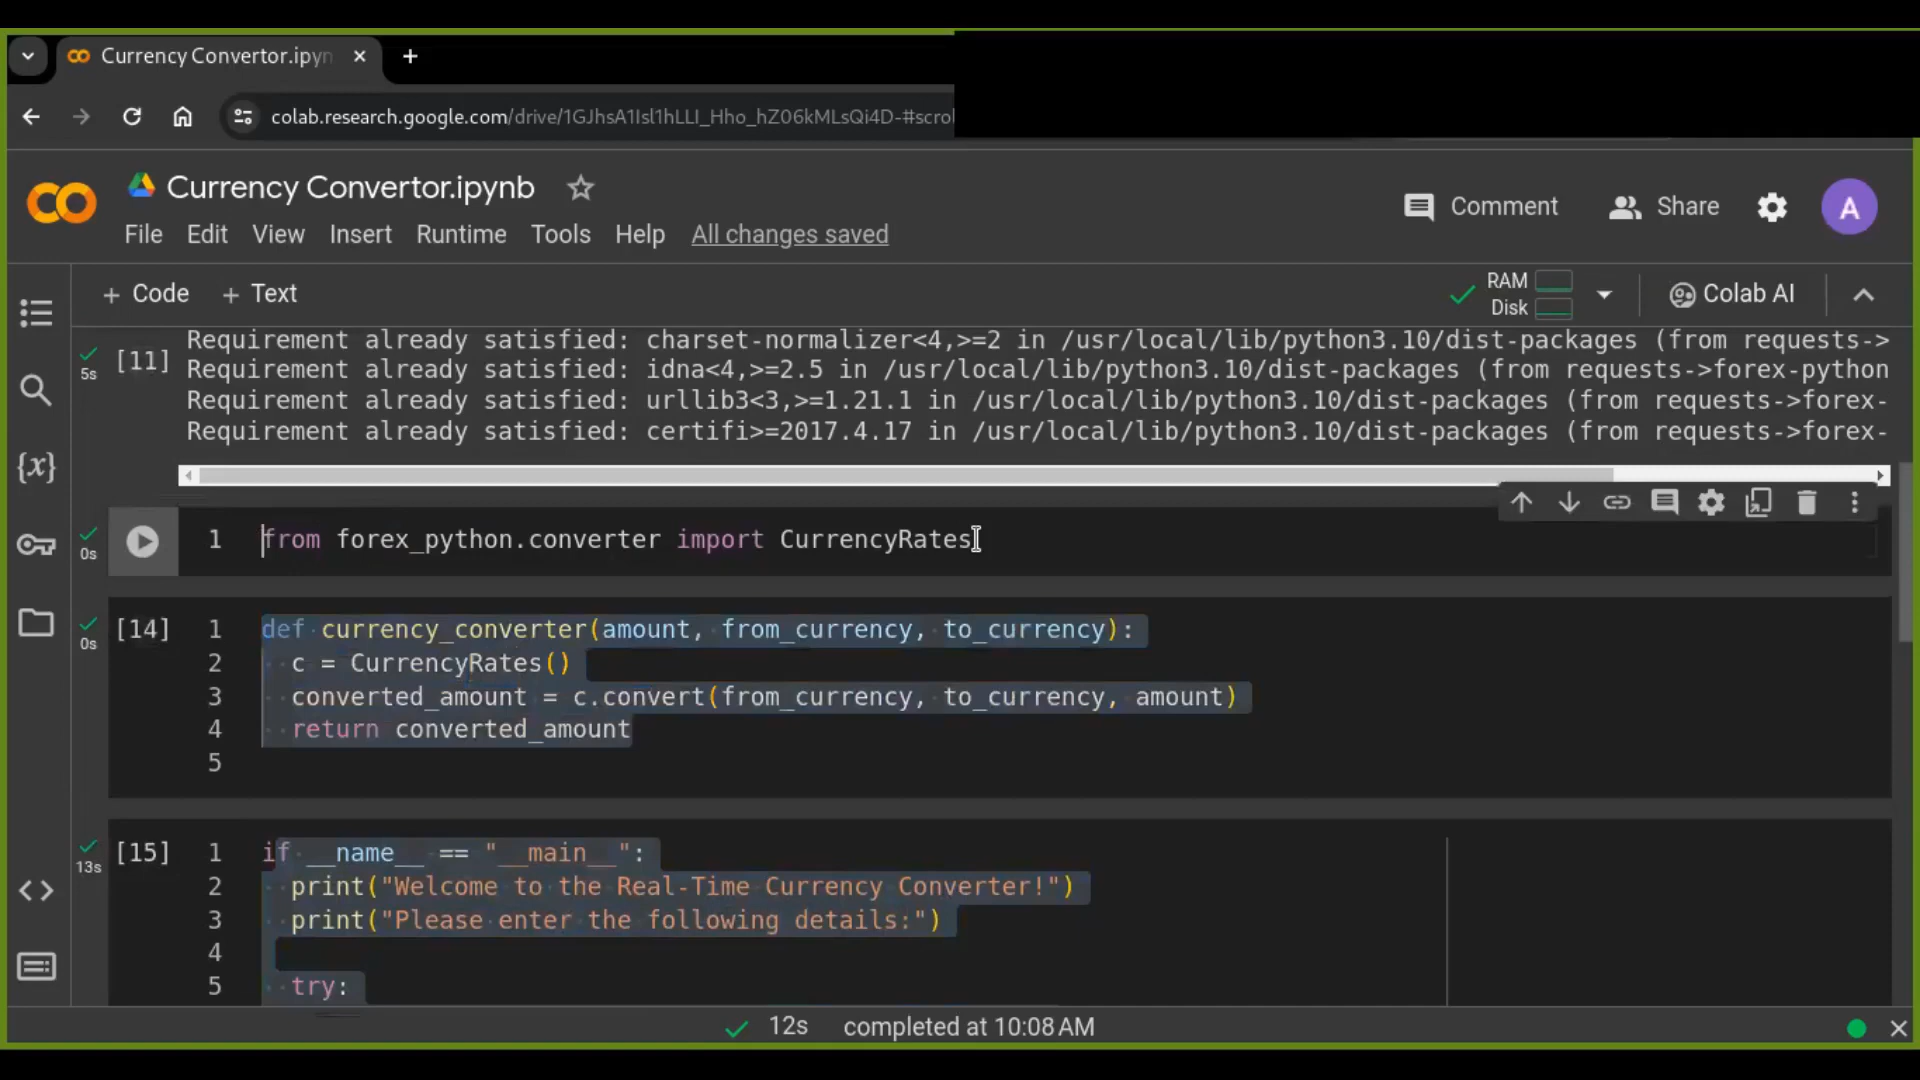 Currency Convertor.ipyn
colab.research.google.com/drive/1GJhsA1Isl1hLLI_Hho_hZ06kMLsQi4D-#scrol
Currency Convertor.ipynb
Comment Share A
File Edit View Insert Runtime Tools Help All changes saved
+ Code + Text RAM Disk Colab AI
Requirement already satisfied: charset-normalizer<4,>=2 in /usr/local/lib/python3.10/dist-packages (from requests->
5s [11] Requirement already satisfied: idna<4,>=2.5 in /usr/local/lib/python3.10/dist-packages (from requests->forex-python
Requirement already satisfied: urllib3<3,>=1.21.1 in /usr/local/lib/python3.10/dist-packages (from requests->forex-
Requirement already satisfied: certifi>=2017.4.17 in /usr/local/lib/python3.10/dist-packages (from requests->forex-
0s 1 from forex_python.converter import CurrencyRates
0s [14] 1 def currency_converter(amount, from_currency, to_currency):
2 c = CurrencyRates()
3 converted_amount = c.convert(from_currency, to_currency, amount)
4 return converted_amount
5
13s [15] 1 if __name__ == "__main__":
2 print("Welcome to the Real-Time Currency Converter!")
3 print("Please enter the following details:")
4
5 try:
12s completed at 10:08 AM